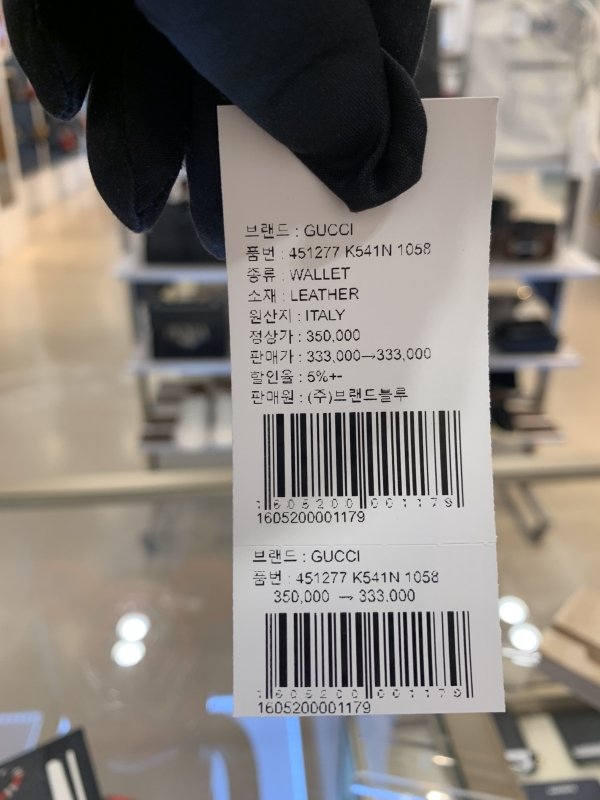 브랜드 : GUCCI
품번 : 451277 K541N 1058
종류 : WALLET
소재 : LEATHER
원산지 : ITALY
정상가 : 350,000
판매가 : 333,000→333,000
할인율 : 5%+-
판매원 : (주)브랜드블루
1605200001179
1605200001179
브랜드 : GUCCI
품번 : 451277 K541N 1058
350,000 → 333,000
1605200001179
1605200001179